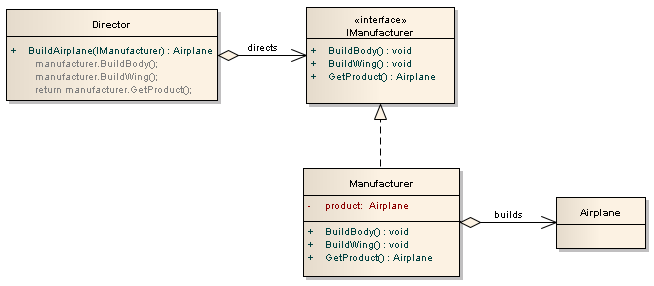 Director
+ BuildAirplane(IManufacturer) : Airplane
manufacturer.BuildBody();
manufacturer.BuildWing();
return manufacturer.GetProduct();
directs
«interface»
IManufacturer
+ BuildBody() : void
+ BuildWing() : void
+ GetProduct() : Airplane
Manufacturer
- product: Airplane
+ BuildBody() : void
+ BuildWing() : void
+ GetProduct() : Airplane
builds
Airplane